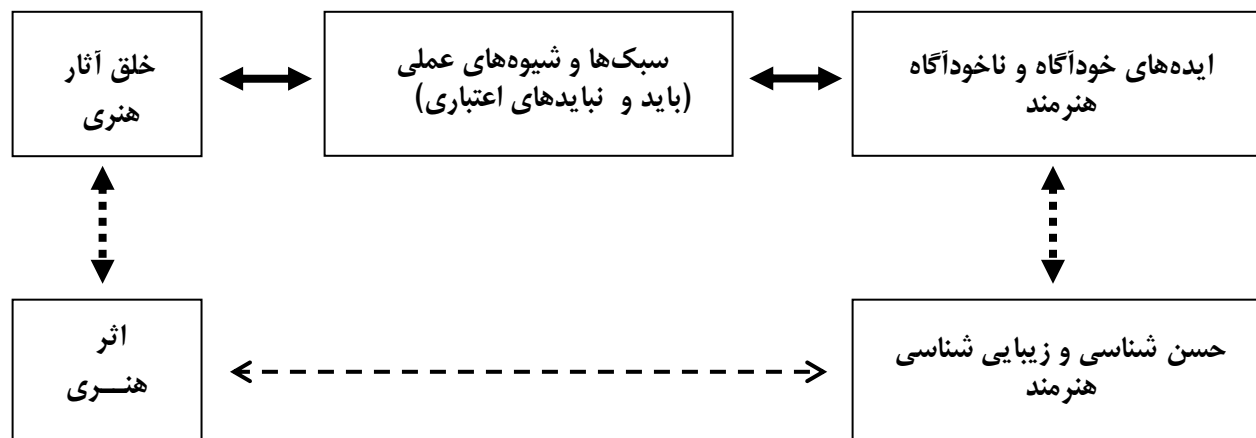 ایده‌های خودآگاه و ناخودآگاه
هنرمند
سبک‌ها و شیوه‌های عملی
(باید و نبایدهای اعتباری)
خلق آثار
هنری
حسن شناسی و زیبایی شناسی
هنرمند
اثر
هنـــری